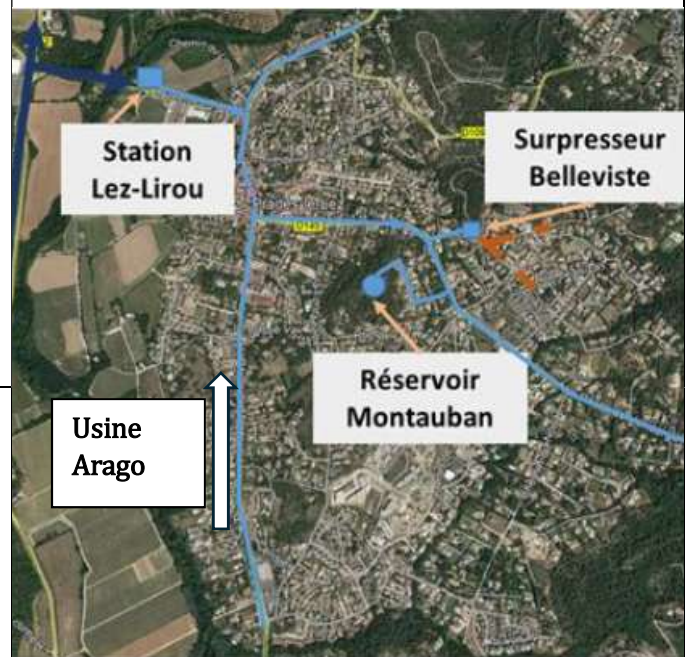 Station
Lez-Lirou
Surpresseur
Belleviste
Réservoir
Montauban
Usine
Arago